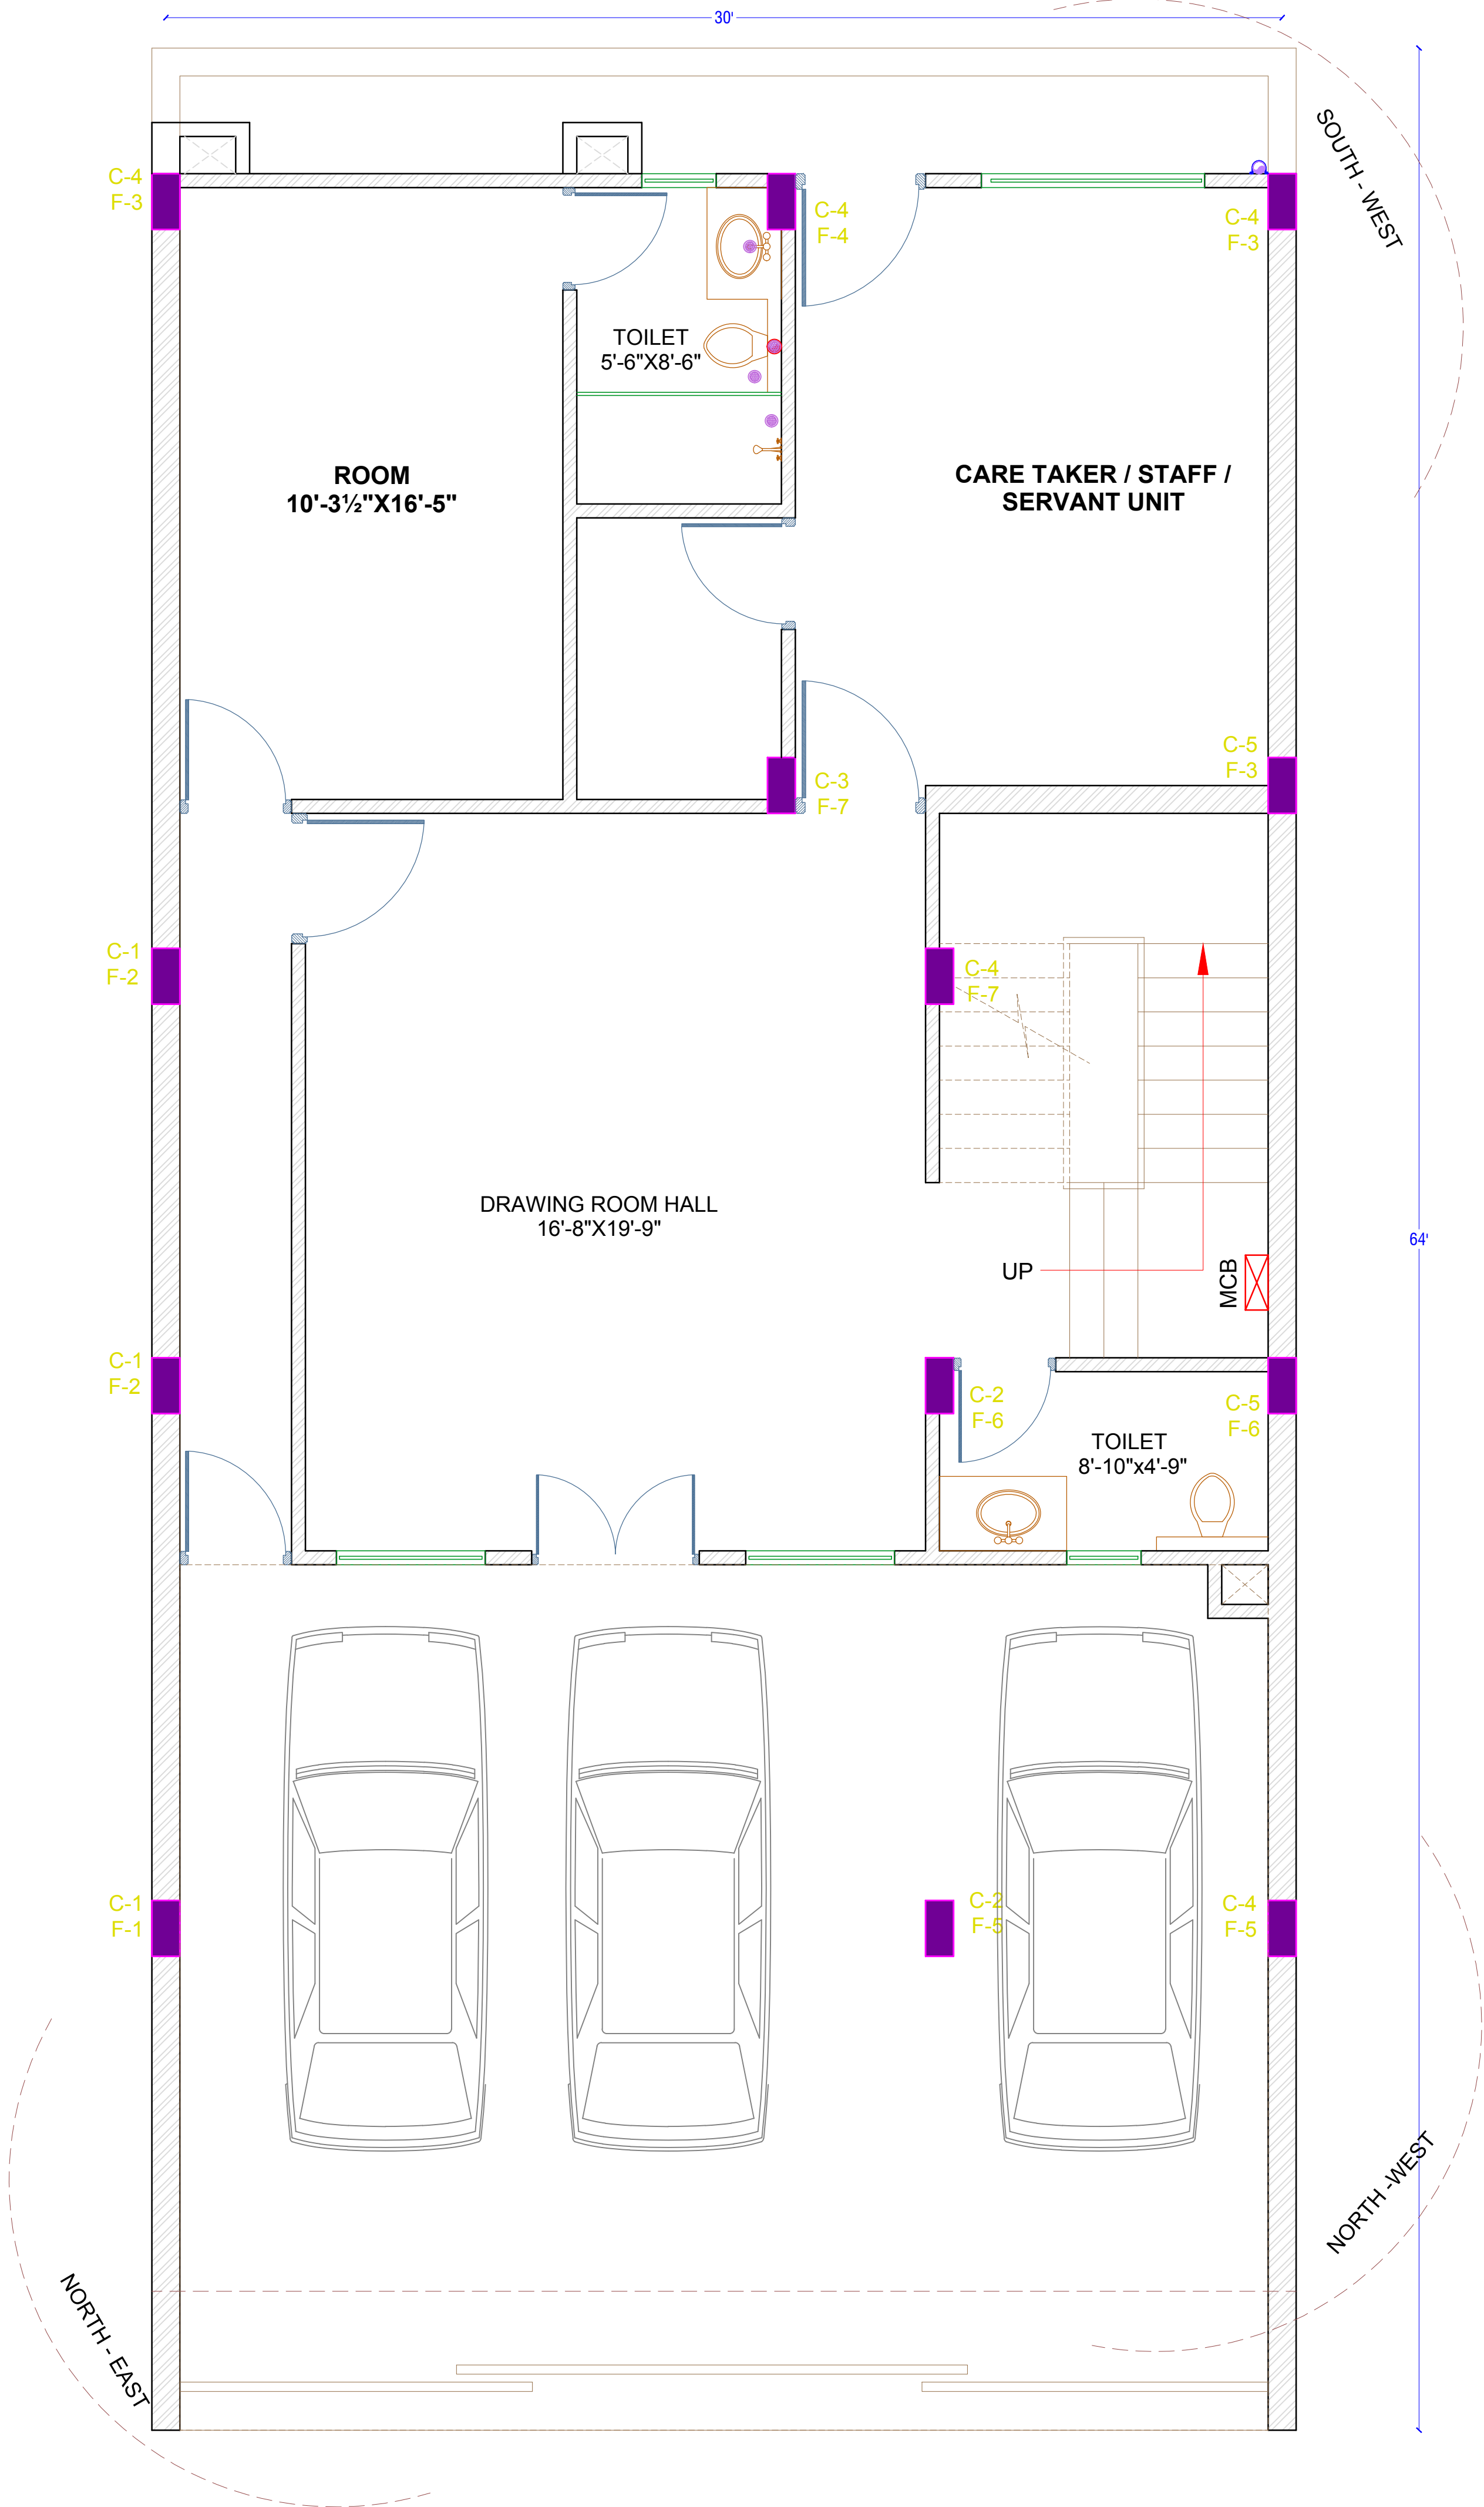 30'
SOUTH - WEST
C-4
F-3
C-4
F-4
C-4
F-3
TOILET
5'-6"X8'-6"
ROOM
10'-3½"X16'-5"
CARE TAKER / STAFF /
SERVANT UNIT
C-5
F-3
C-3
F-7
C-1
F-2
C-4
F-7
DRAWING ROOM HALL
16'-8"X19'-9"
64'
UP
MCB
C-1
F-2
C-2
F-6
C-5
F-6
TOILET
8'-10"x4'-9"
C-1
F-1
C-2
F-5
C-4
F-5
NORTH -WEST
NORTH - EAST